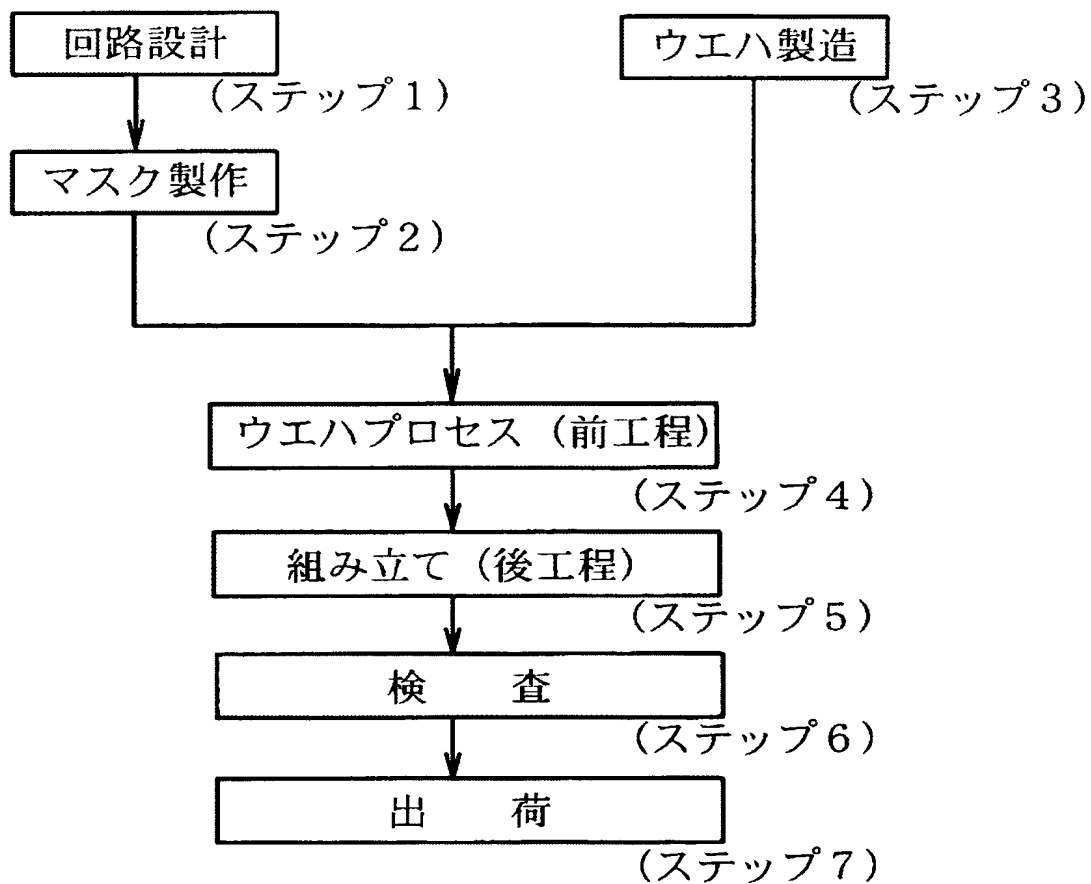 回路設計
(ステップ1)
ウエハ製造
(ステップ3)
マスク製作
(ステップ2)
ウエハプロセス(前工程)
(ステップ4)
組み立て(後工程)
(ステップ5)
検 査
(ステップ6)
出 荷
(ステップ7)